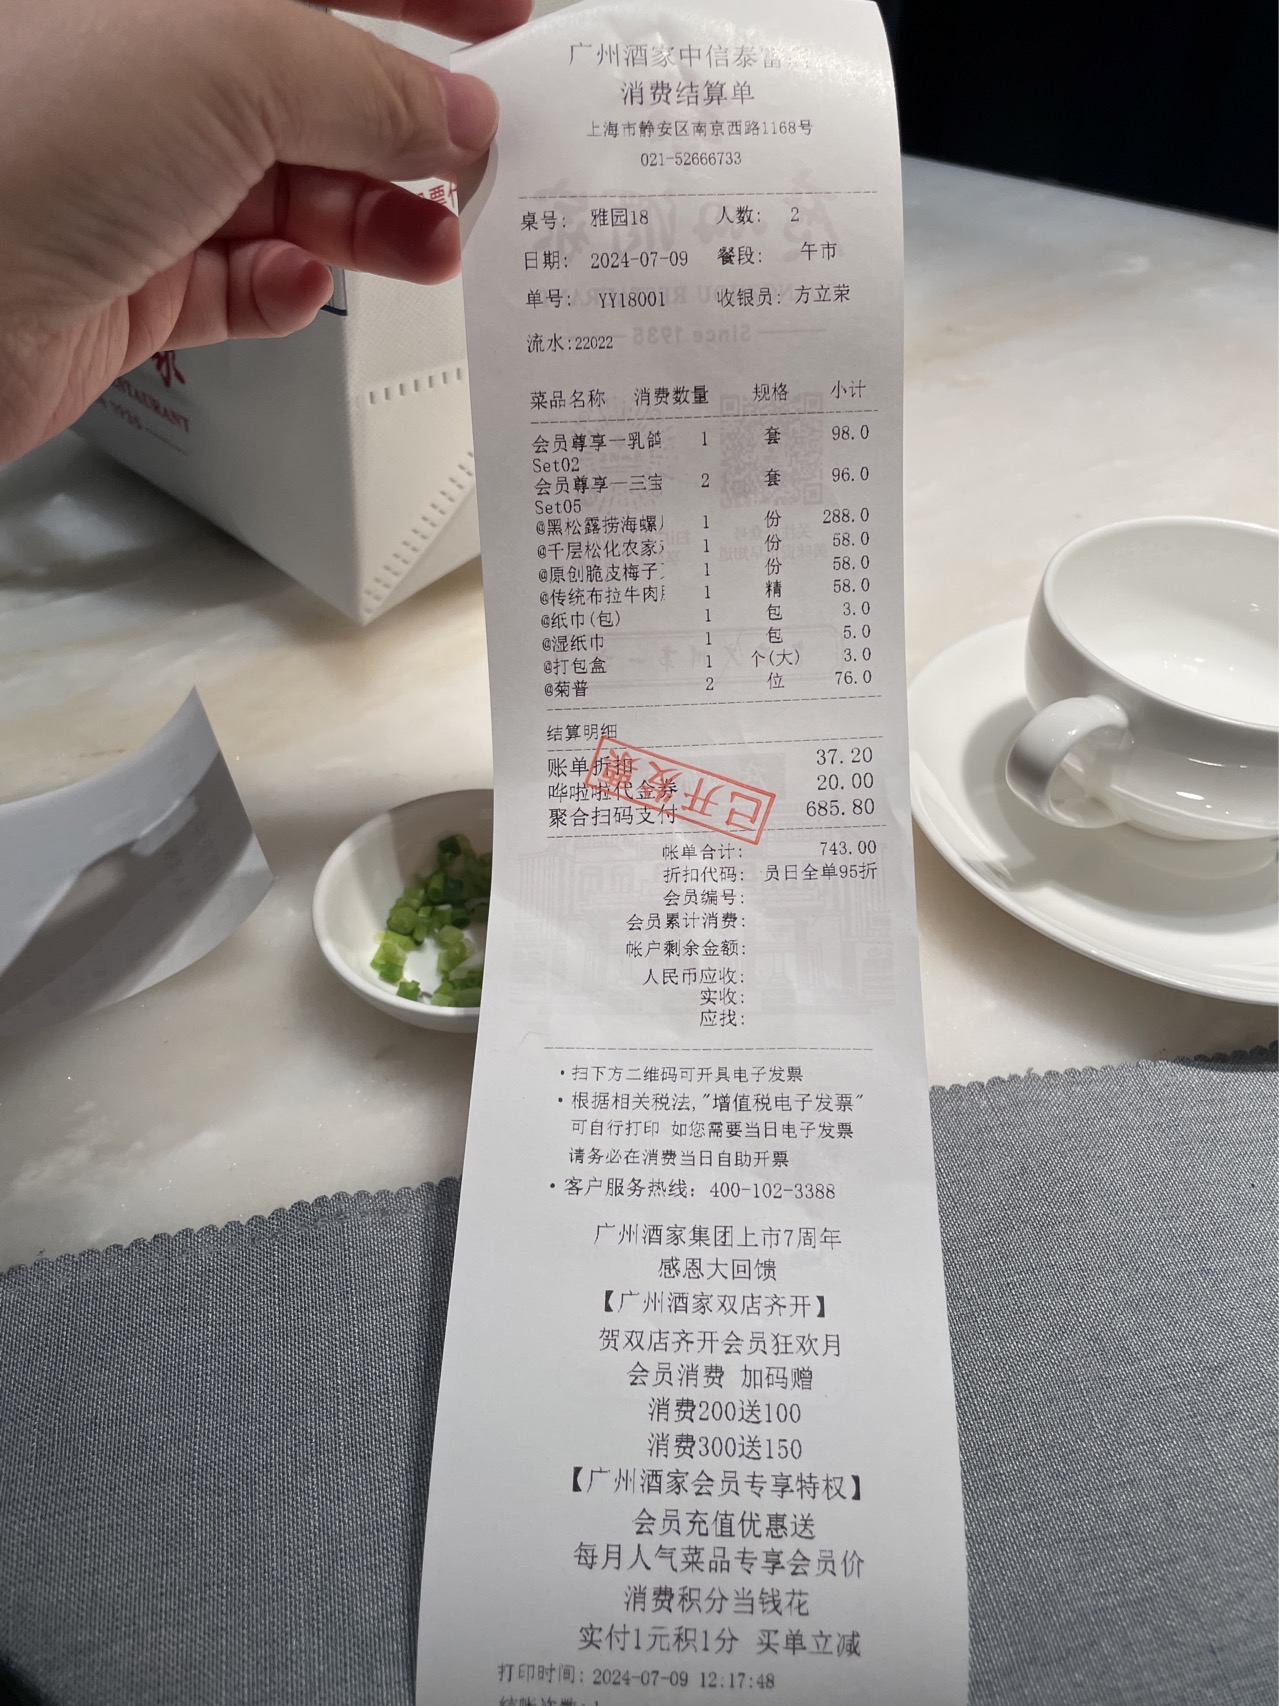 广州酒家中信泰富
消费结算单
上海市静安区南京西路1168号
021-52666733
桌号: 雅园18 人数: 2
日期: 2024-07-09 餐段: 午市
单号: YY18001 收银员: 方立荣
流水:22022
菜品名称 消费数量 规格 小计
会员尊享一乳鸽 1 套 98.0
Set02
会员尊享一三宝 2 套 96.0
Set05
@黑松露捞海螺 1 份 288.0
@千层松化农家 1 份 58.0
@原创脆皮梅子 1 份 58.0
@传统布拉牛肉 1 精 58.0
@纸巾(包) 1 包 3.0
@湿纸巾 1 包 5.0
@打包盒 1 个(大) 3.0
@菊普 2 位 76.0
结算明细
账单折扣 37.20
哗啦啦代金券 20.00
聚合扫码支付 685.80
已开发票
帐单合计: 743.00
折扣代码: 员日全单95折
会员编号:
会员累计消费:
帐户剩余金额:
人民币应收:
实收:
应找:
•扫下方二维码可开具电子发票
•根据相关税法,"增值税电子发票"
可自行打印 如您需要当日电子发票
请务必在消费当日自助开票
•客户服务热线: 400-102-3388
广州酒家集团上市7周年
感恩大回馈
【广州酒家双店齐开】
贺双店齐开会员狂欢月
会员消费 加码赠
消费200送100
消费300送150
【广州酒家会员专享特权】
会员充值优惠送
每月人气菜品专享会员价
消费积分当钱花
实付1元积1分 买单立减
打印时间: 2024-07-09 12:17:48